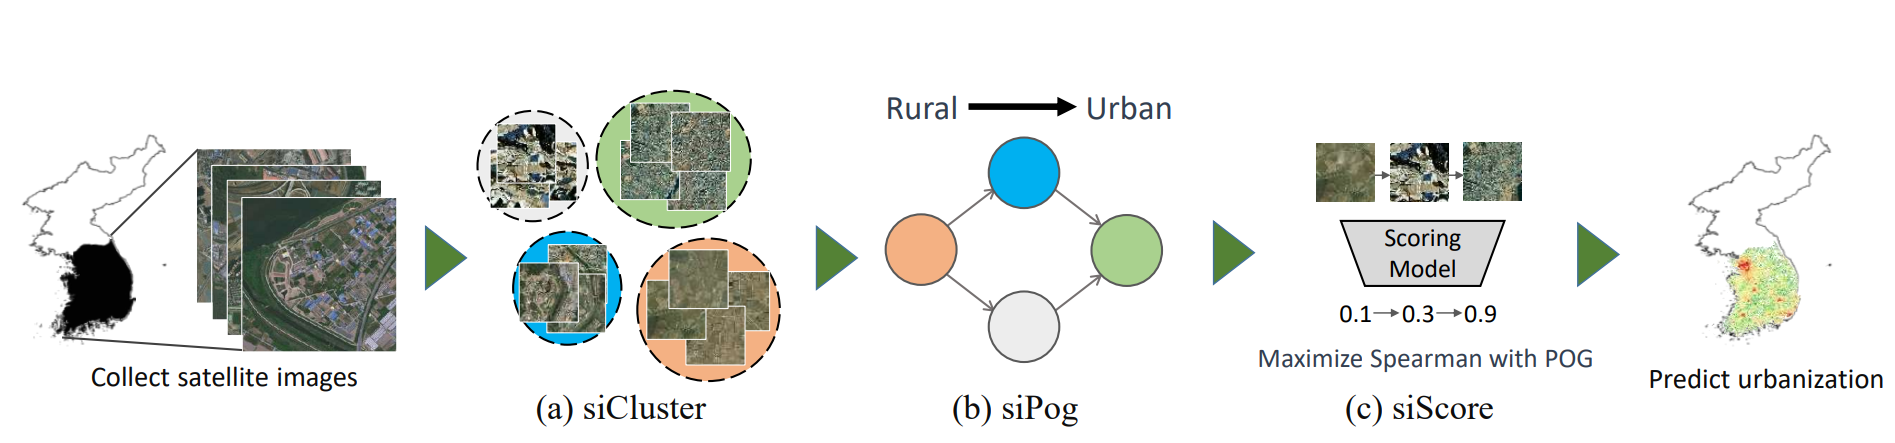 Collect satellite images
(a) siCluster
Rural
Urban
(b) siPog
Scoring
Model
0.1
0.3
0.9
Maximize Spearman with POG
(c) siScore
Predict urbanization